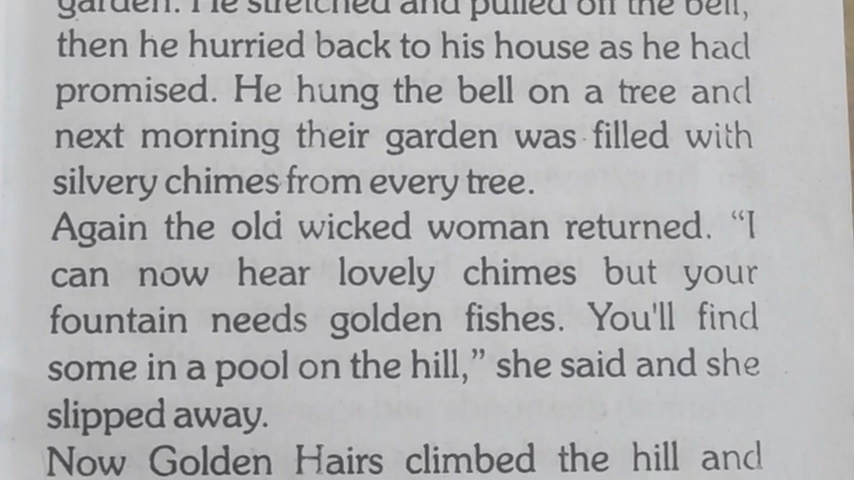 garden. He stretched and pulled off the bell,
then he hurried back to his house as he had
promised. He hung the bell on a tree and
next morning their garden was filled with
silvery chimes from every tree.
Again the old wicked woman returned. “I
can now hear lovely chimes but your
fountain needs golden fishes. You'll find
some in a pool on the hill,” she said and she
slipped away.
Now Golden Hairs climbed the hill and